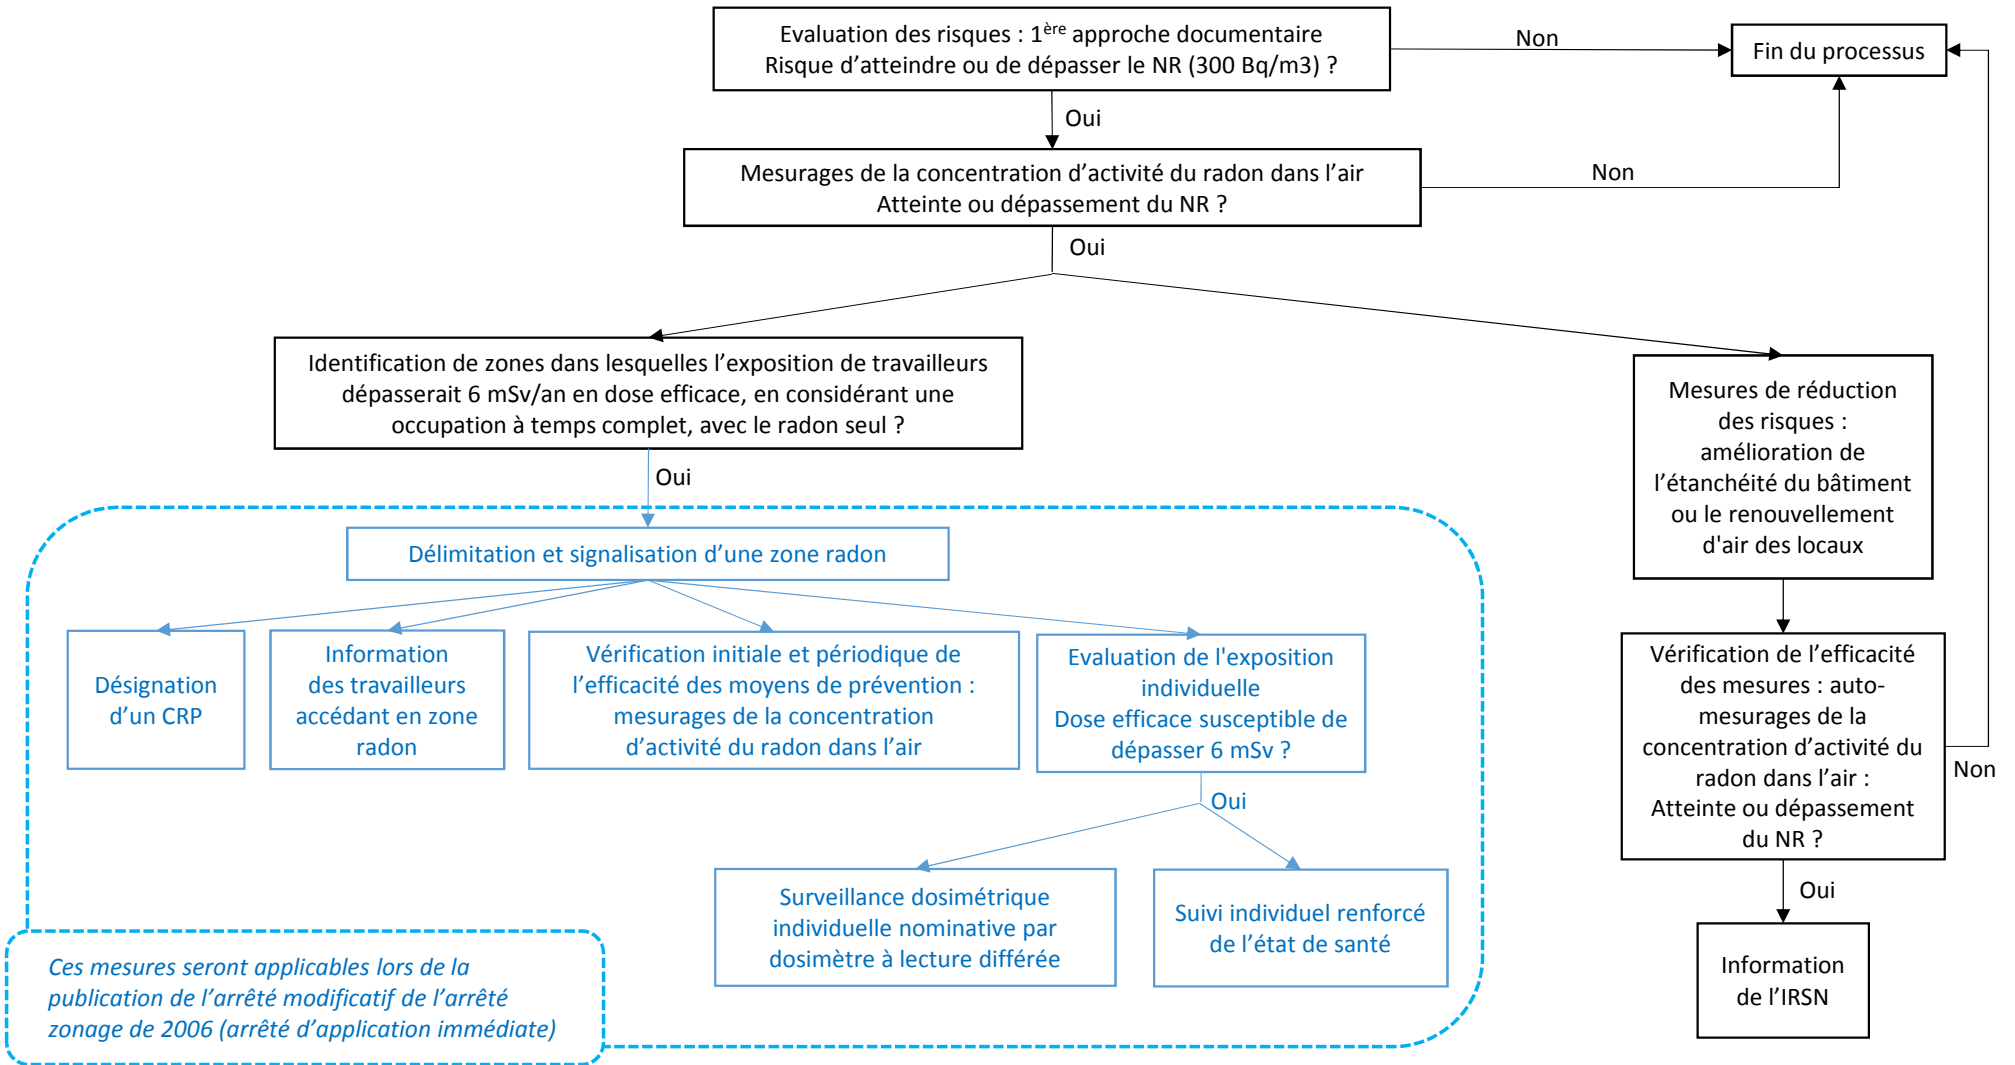 Evaluation des risques : 1ère approche documentaire
Risque d’atteindre ou de dépasser le NR (300 Bq/m3) ?
Non
Fin du processus
Oui
Mesurages de la concentration d’activité du radon dans l’air
Atteinte ou dépassement du NR ?
Non
Oui
Identification de zones dans lesquelles l’exposition de travailleurs
dépasserait 6 mSv/an en dose efficace, en considérant une
occupation à temps complet, avec le radon seul ?
Mesures de réduction
des risques :
amélioration de
l’étanchéité du bâtiment
ou le renouvellement
d'air des locaux
Oui
Délimitation et signalisation d’une zone radon
Désignation
d’un CRP
Information
des travailleurs
accédant en zone
radon
Vérification initiale et périodique de
l’efficacité des moyens de prévention :
mesurages de la concentration
d’activité du radon dans l’air
Evaluation de l'exposition
individuelle
Dose efficace susceptible de
dépasser 6 mSv ?
Vérification de l’efficacité
des mesures : auto-
mesurages de la
concentration d’activité du
radon dans l’air :
Atteinte ou dépassement
du NR ?
Non
Oui
Surveillance dosimétrique
individuelle nominative par
dosimètre à lecture différée
Suivi individuel renforcé
de l’état de santé
Oui
Information
de l’IRSN
Ces mesures seront applicables lors de la
publication de l’arrêté modificatif de l’arrêté
zonage de 2006 (arrêté d’application immédiate)